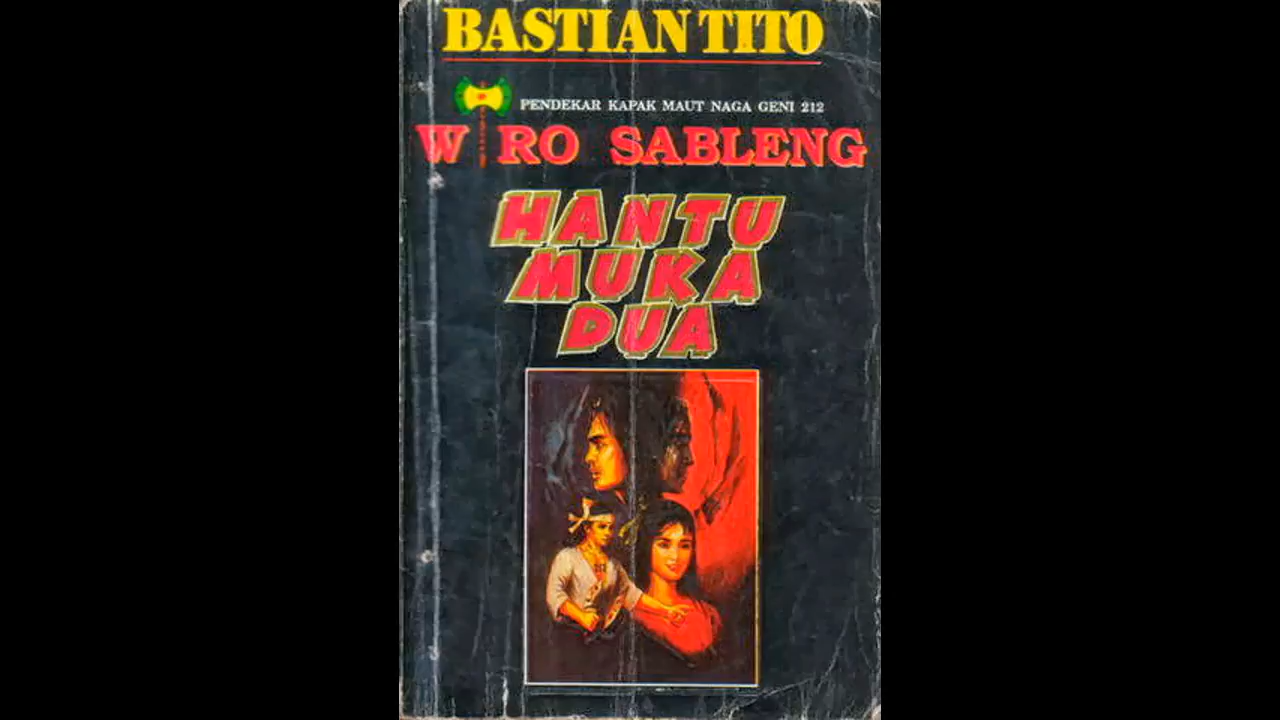 BASTIAN TITO
PENDEKAR KAPAK MAUT NAGA GENI 212
WIRO SABLENG
HANTU
MUKA
DUA